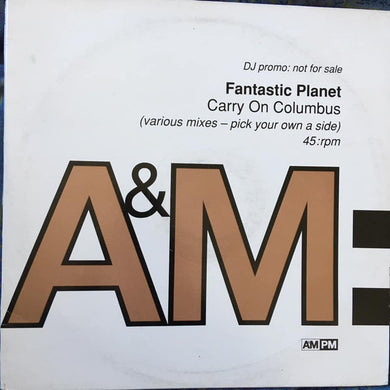 DJ promo: not for sale
Fantastic Planet
Carry On Columbus
(various mixes – pick your own a side)
45:rpm
A&M:
AM PM